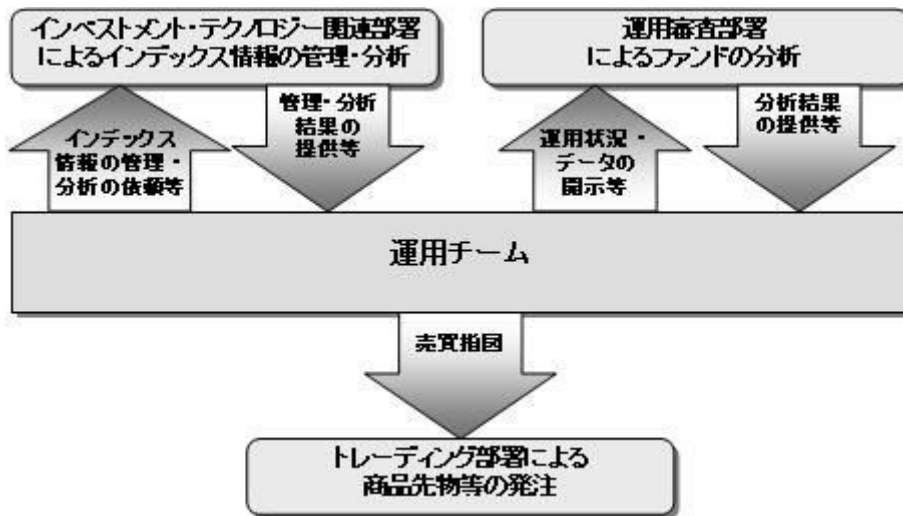 インベストメント・テクノロジー関連部署
によるインデックス情報の管理・分析
運用審査部署
によるファンドの分析
インデックス
情報の管理・
分析の依頼等
管理・分析
結果の
提供等
運用状況・
データの
開示等
分析結果
の提供等
運用チーム
売買指図
トレーディング部署による
商品先物等の発注